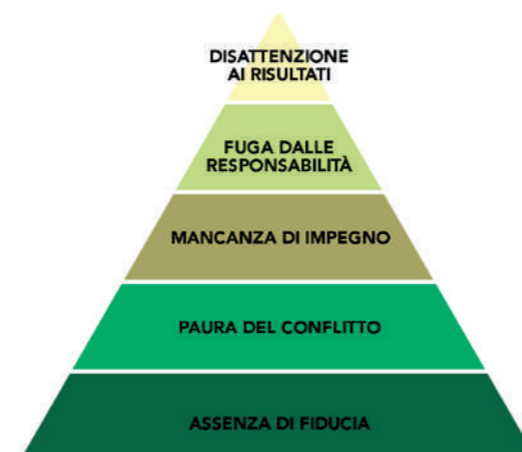 DISATTENZIONE
AI RISULTATI
FUGA DALLE
RESPONSABILITÀ
MANCANZA DI IMPEGNO
PAURA DEL CONFLITTO
ASSENZA DI FIDUCIA